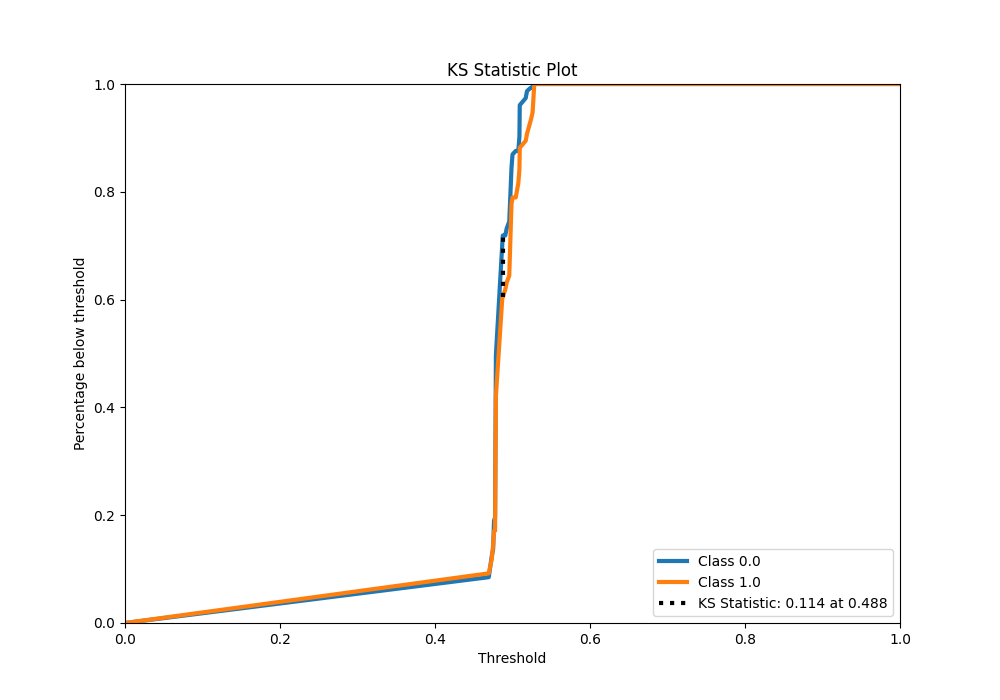 KS Statistic Plot
1.0
0.8
0.6
0.4
0.2
0.0
Percentage below threshold
0.0 0.2 0.4 0.6 0.8 1.0
Threshold
Class 0.0
Class 1.0
KS Statistic: 0.114 at 0.488